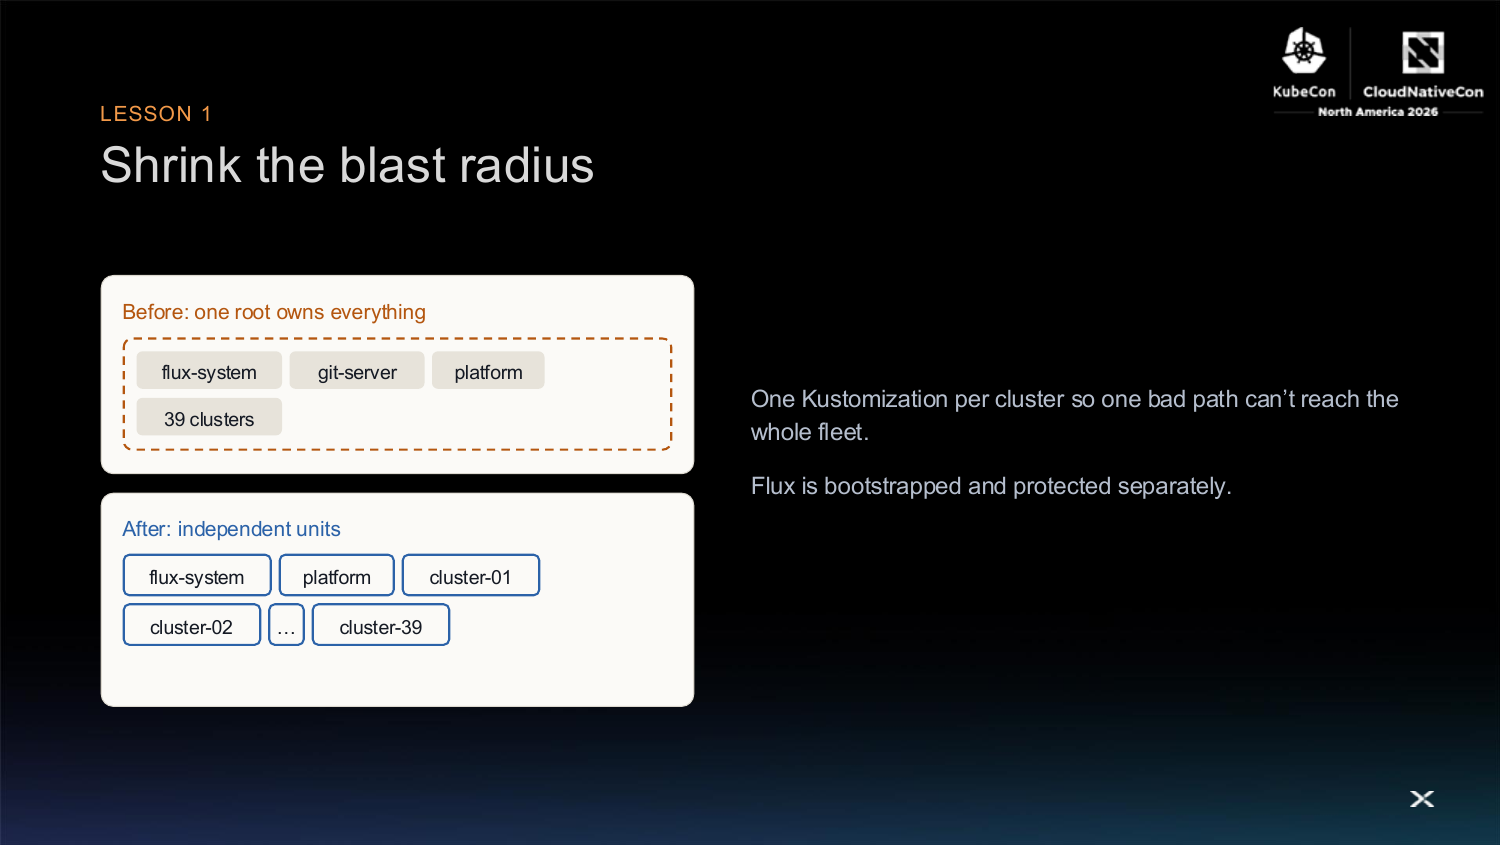 KubeCon
CloudNativeCon
North America 2026
LESSON 1
Shrink the blast radius
Before: one root owns everything
flux-system
git-server
platform
39 clusters
After: independent units
flux-system
platform
cluster-01
cluster-02
...
cluster-39
One Kustomization per cluster so one bad path can’t reach the
whole fleet.
Flux is bootstrapped and protected separately.